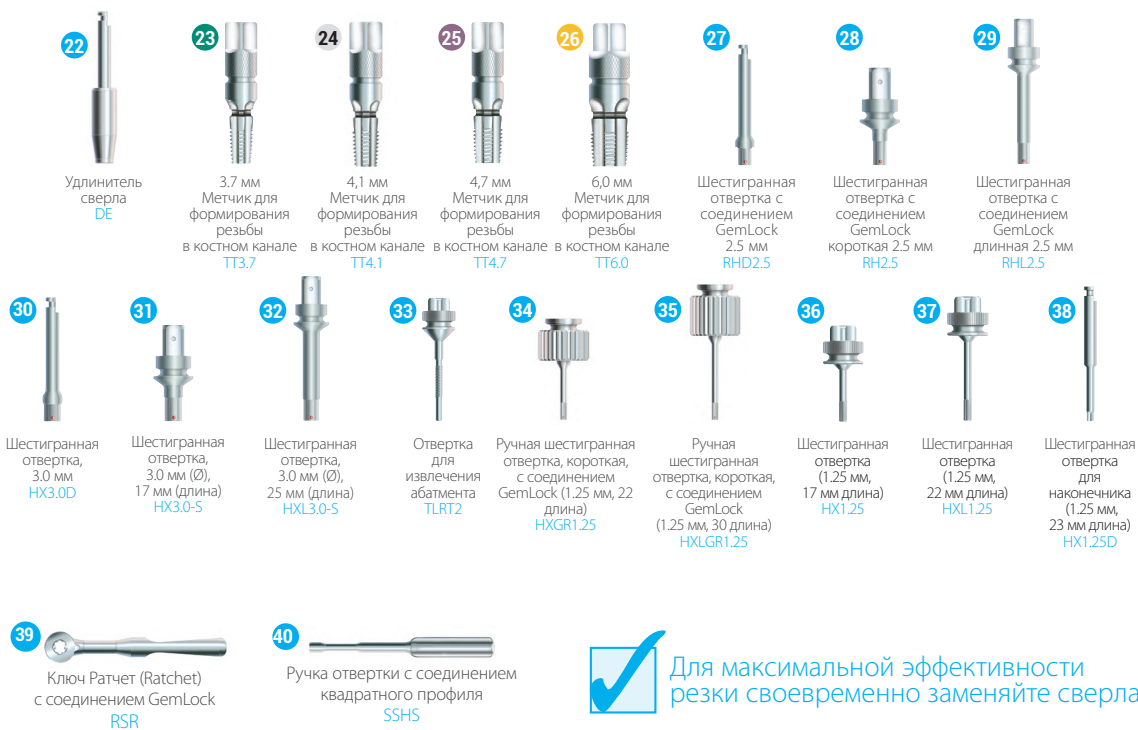 22
23
24
25
26
27
28
29
Удлинитель
сверла
DE
3.7 мм
Метчик для
формирования
резьбы
в костном канале
TT3.7
4,1 мм
Метчик для
формирования
резьбы
в костном канале
TT4.1
4,7 мм
Метчик для
формирования
резьбы
в костном канале
TT4.7
6,0 мм
Метчик для
формирования
резьбы
в костном канале
TT6.0
Шестигранная
отвертка с
соединением
GemLock
2.5 мм
RHD2.5
Шестигранная
отвертка с
соединением
GemLock
короткая 2.5 мм
RH2.5
Шестигранная
отвертка с
соединением
GemLock
длинная 2.5 мм
RHL2.5
30
31
32
33
34
35
36
37
38
Шестигранная
отвертка,
3.0 мм
HX3.0D
Шестигранная
отвертка,
3.0 мм (Ø),
17 мм (длина)
HX3.0-S
Шестигранная
отвертка,
3.0 мм (Ø),
25 мм (длина)
HXL3.0-S
Отвертка
для
извлечения
абатмента
TLRT2
Ручная шестигранная
отвертка, короткая,
с соединением
GemLock (1.25 мм, 22
длина)
HXGR1.25
Ручная
шестигранная
отвертка, короткая,
с соединением
GemLock
(1.25 мм, 30 длина)
HXLGR1.25
Шестигранная
отвертка
(1.25 мм,
17 мм длина)
HX1.25
Шестигранная
отвертка
(1.25 мм,
22 мм длина)
HXL1.25
Шестигранная
отвертка
для
наконечника
(1.25 мм,
23 мм длина)
HX1.25D
39
Ключ Ратчет (Ratchet)
с соединением GemLock
RSR
40
Ручка отвертки с соединением
квадратного профиля
SSHS
Для максимальной эффективности
резки своевременно заменяйте сверла